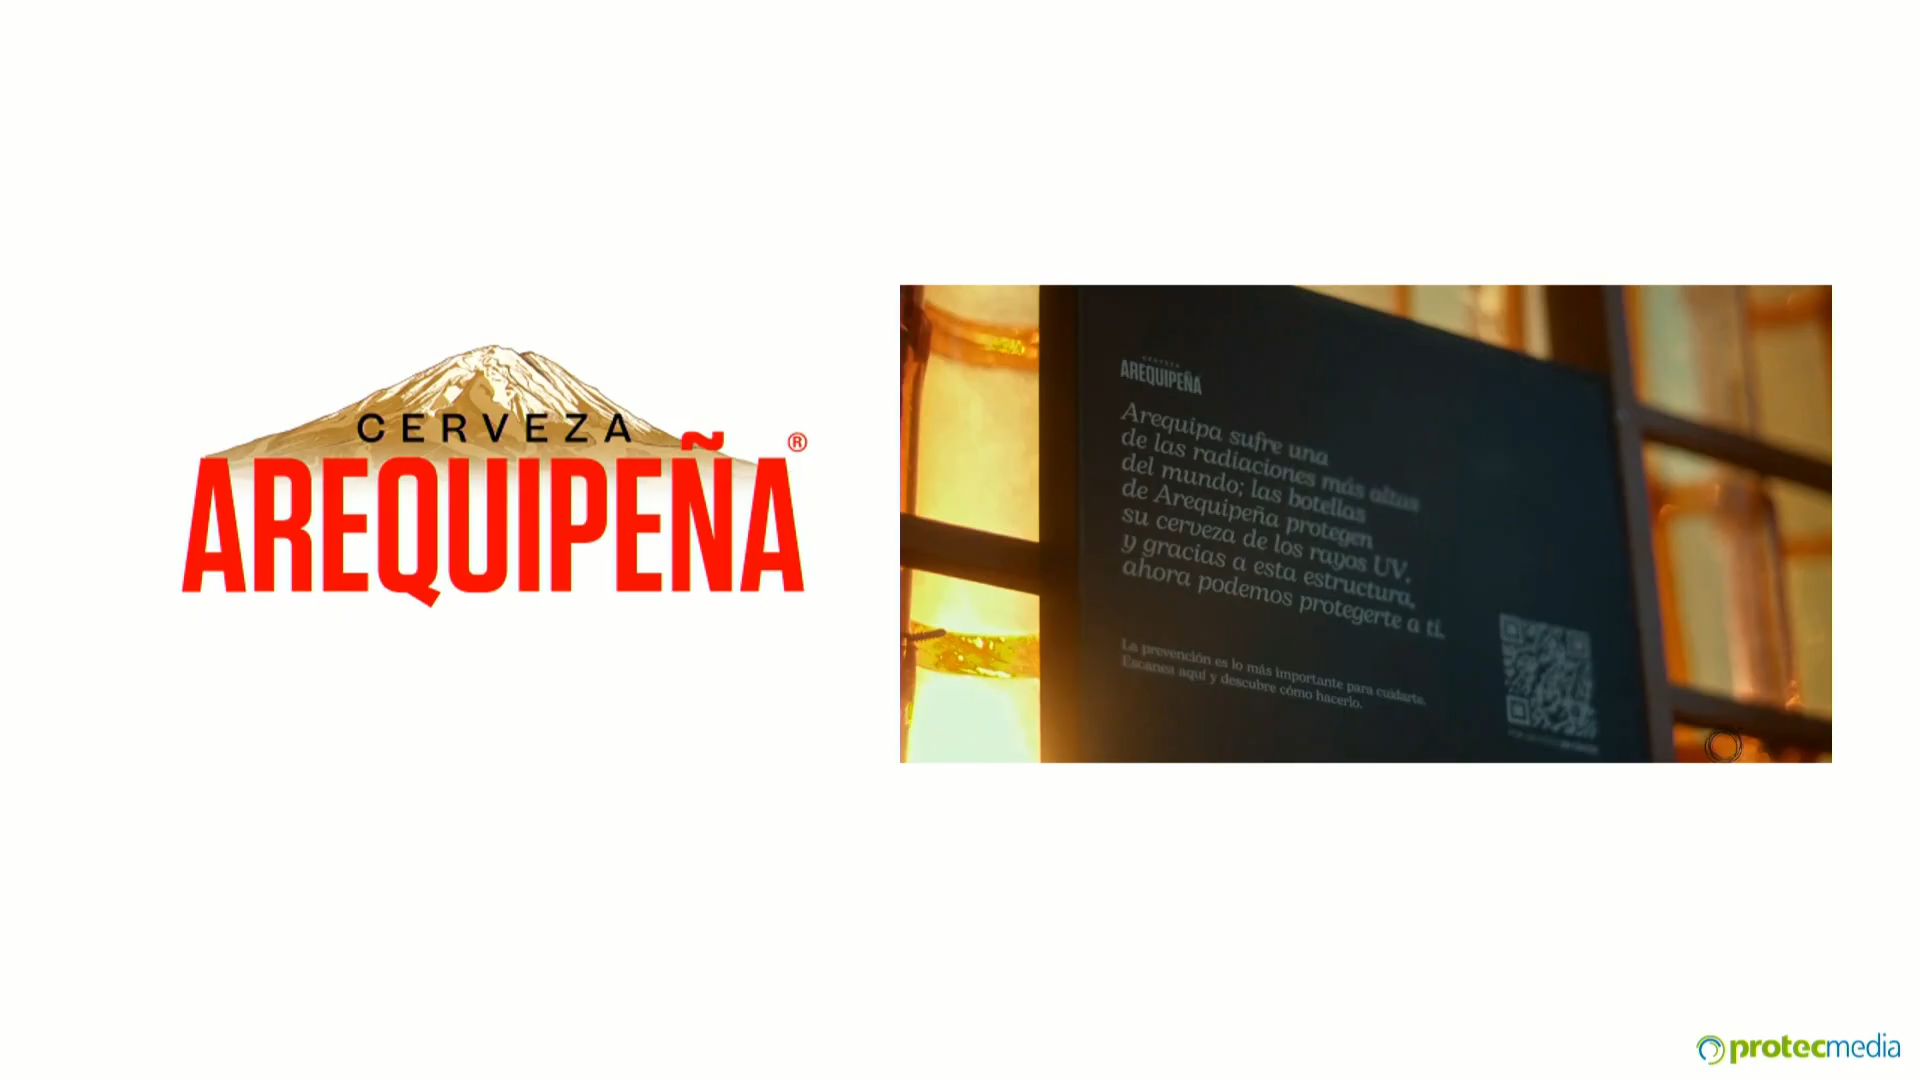 CERVEZA
AREQUIPEÑA®
CERVEZA
AREQUIPEÑA
Arequipa sufre una
de las radiaciones más altas
del mundo; las botellas
de Arequipeña protegen
su cerveza de los rayos UV,
y gracias a esta estructura,
ahora podemos protegerte a ti.
La prevención es lo más importante para cuidarte.
Escanea aquí y descubre cómo hacerlo.
protecmedia